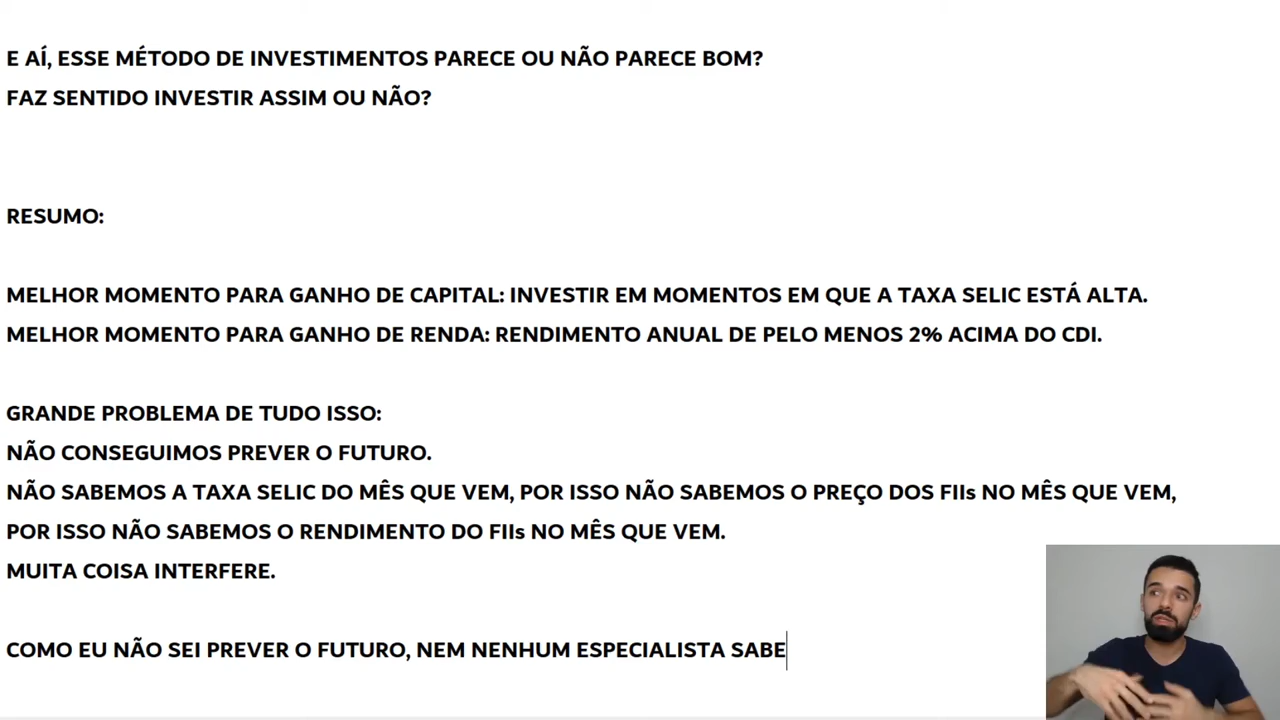 E AÍ, ESSE MÉTODO DE INVESTIMENTOS PARECE OU NÃO PARECE BOM?
FAZ SENTIDO INVESTIR ASSIM OU NÃO?
RESUMO:
MELHOR MOMENTO PARA GANHO DE CAPITAL: INVESTIR EM MOMENTOS EM QUE A TAXA SELIC ESTÁ ALTA.
MELHOR MOMENTO PARA GANHO DE RENDA: RENDIMENTO ANUAL DE PELO MENOS 2% ACIMA DO CDI.
GRANDE PROBLEMA DE TUDO ISSO:
NÃO CONSEGUIMOS PREVER O FUTURO.
NÃO SABEMOS A TAXA SELIC DO MÊS QUE VEM, POR ISSO NÃO SABEMOS O PREÇO DOS FIIs NO MÊS QUE VEM,
POR ISSO NÃO SABEMOS O RENDIMENTO DO FIIs NO MÊS QUE VEM.
MUITA COISA INTERFERE.
COMO EU NÃO SEI PREVER O FUTURO, NEM NENHUM ESPECIALISTA SABE